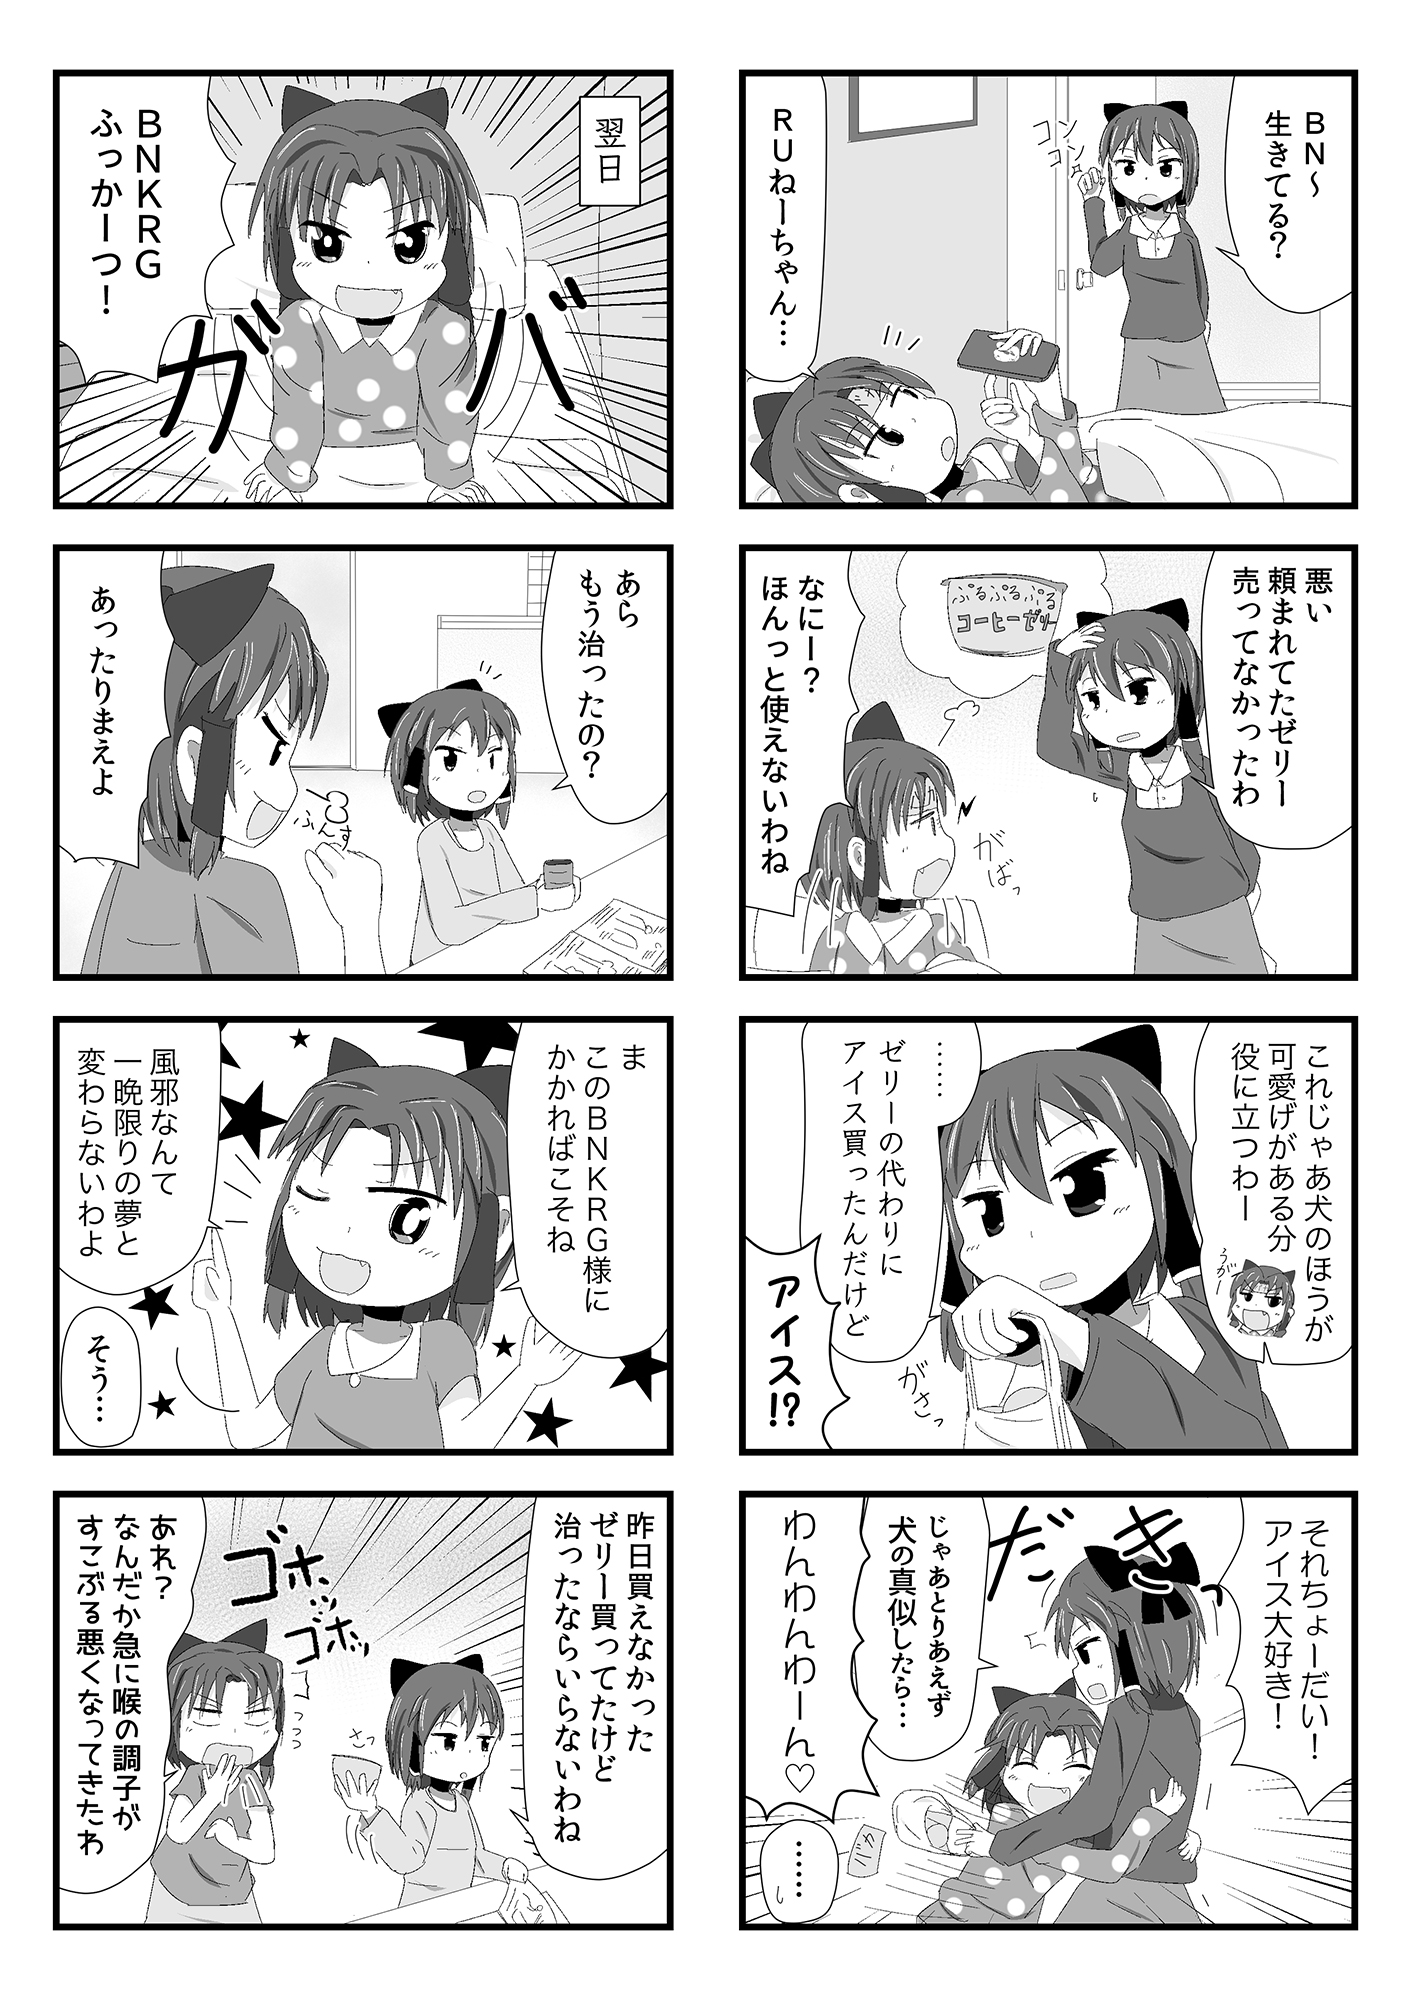 BN～
生きてる？
コンコン
RUねーちゃん…
悪い
頼まれてたゼリー
売ってなかったわ
ぷるぷるぷる
コーヒーゼリー
なにー？
ほんっと使えないわね
がばっ
これじゃあ犬のほうが
可愛げがある分
役に立つわー
うがー
……
ゼリーの代わりに
アイス買ったんだけど
がさっ
アイス！？
それちょーだい！
アイス大好き！
だきっ
じゃあとりあえず
犬の真似したら…
わんわんわーん♡
バカ
……
翌日
BNKRG
ふっかーつ！
ガバ
あら
もう治ったの？
ふんす
あったりまえよ
ま
このBNKRG様に
かかればこそね
風邪なんて
一晩限りの夢と
変わらないわよ
そう…
昨日買えなかった
ゼリー買ってたけど
治ったならいらないわね
さっ
ゴホッ
ゴホッ
あれ？
なんだか急に喉の調子が
すこぶる悪くなってきたわ